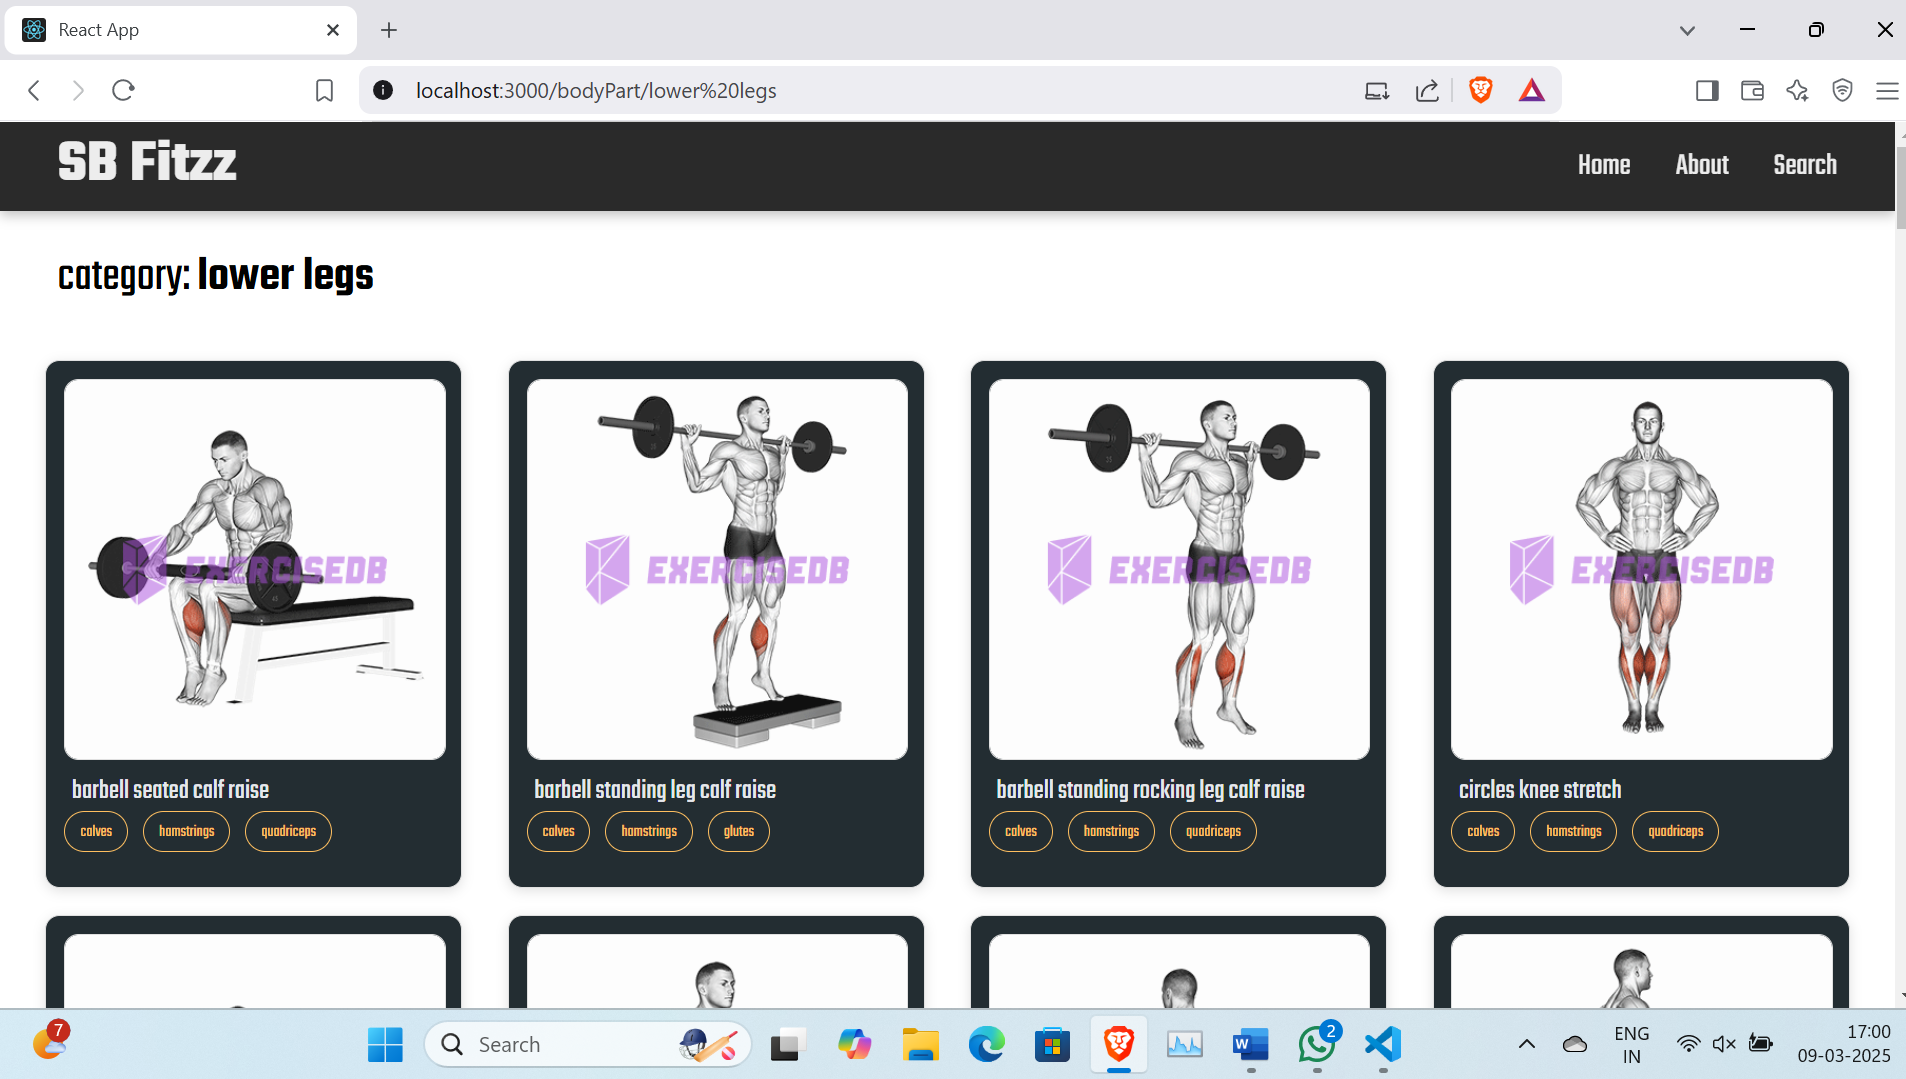 React App
localhost:3000/bodyPart/lower%20legs
SB Fitzz
Home About Search
category: lower legs
EXERCISEDB
EXERCISEDB
EXERCISEDB
EXERCISEDB
25
45
barbell seated calf raise
calves hamstrings quadriceps
barbell standing leg calf raise
calves hamstrings glutes
barbell standing rocking leg calf raise
calves hamstrings quadriceps
circles knee stretch
calves hamstrings quadriceps
7
Search
W
2
ENG
IN
17:00
09-03-2025